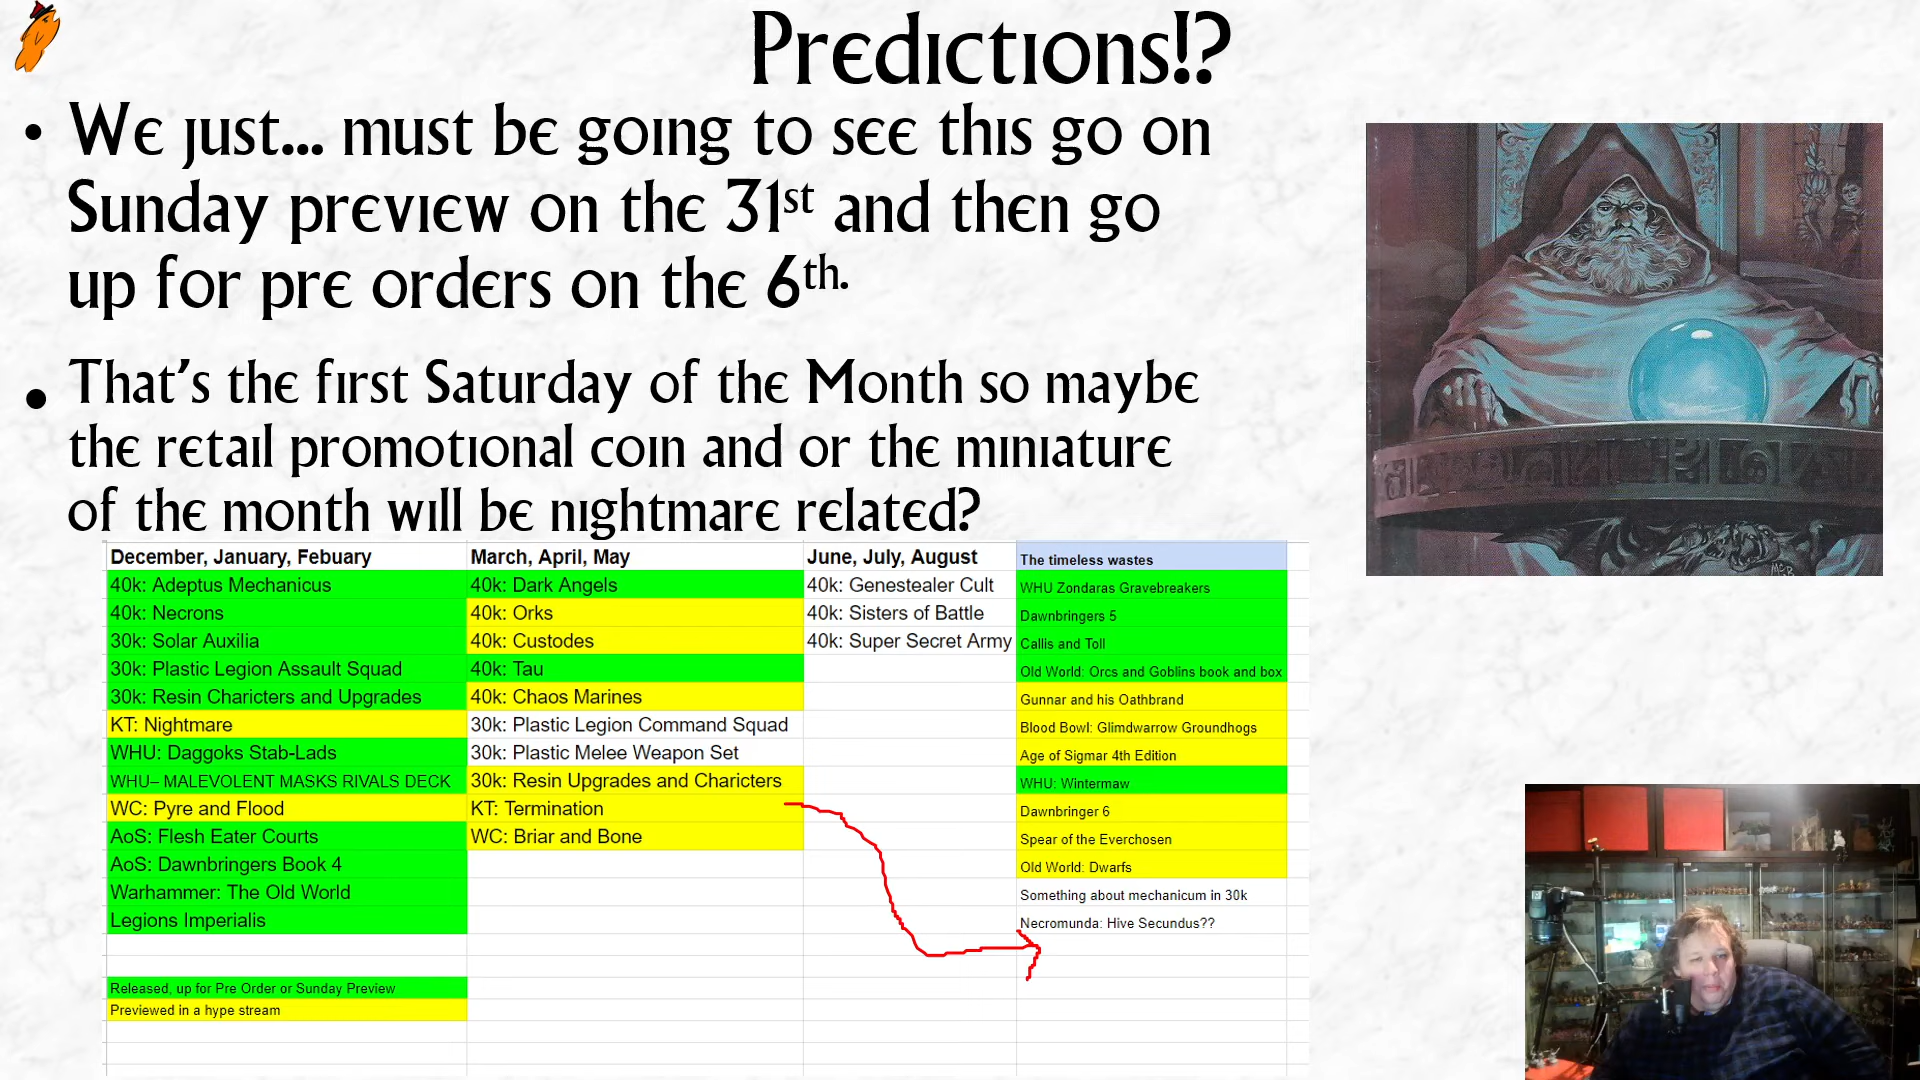 Predictions!?
• We just... must be going to see this go on
Sunday preview on the 31st and then go
up for pre orders on the 6th.
• That's the first Saturday of the Month so maybe
the retail promotional coin and or the miniature
of the month will be nightmare related?
December, January, Febuary March, April, May June, July, August The timeless wastes
40k: Adeptus Mechanicus 40k: Dark Angels 40k: Genestealer Cult WHU Zondaras Gravebreakers
40k: Necrons 40k: Orks 40k: Sisters of Battle Dawnbringers 5
30k: Solar Auxilia 40k: Custodes 40k: Super Secret Army Callis and Toll
30k: Plastic Legion Assault Squad 40k: Tau Old World: Orcs and Goblins book and box
30k: Resin Charicters and Upgrades 40k: Chaos Marines Gunnar and his Oathbrand
KT: Nightmare 30k: Plastic Legion Command Squad Blood Bowl: Glimdwarrow Groundhogs
WHU: Daggoks Stab-Lads 30k: Plastic Melee Weapon Set Age of Sigmar 4th Edition
WHU– MALEVOLENT MASKS RIVALS DECK 30k: Resin Upgrades and Charicters WHU: Wintermaw
WC: Pyre and Flood KT: Termination Dawnbringer 6
AoS: Flesh Eater Courts WC: Briar and Bone Spear of the Everchosen
AoS: Dawnbringers Book 4 Old World: Dwarfs
Warhammer: The Old World Something about mechanicum in 30k
Legions Imperialis Necromunda: Hive Secundus??
Released, up for Pre Order or Sunday Preview
Previewed in a hype stream